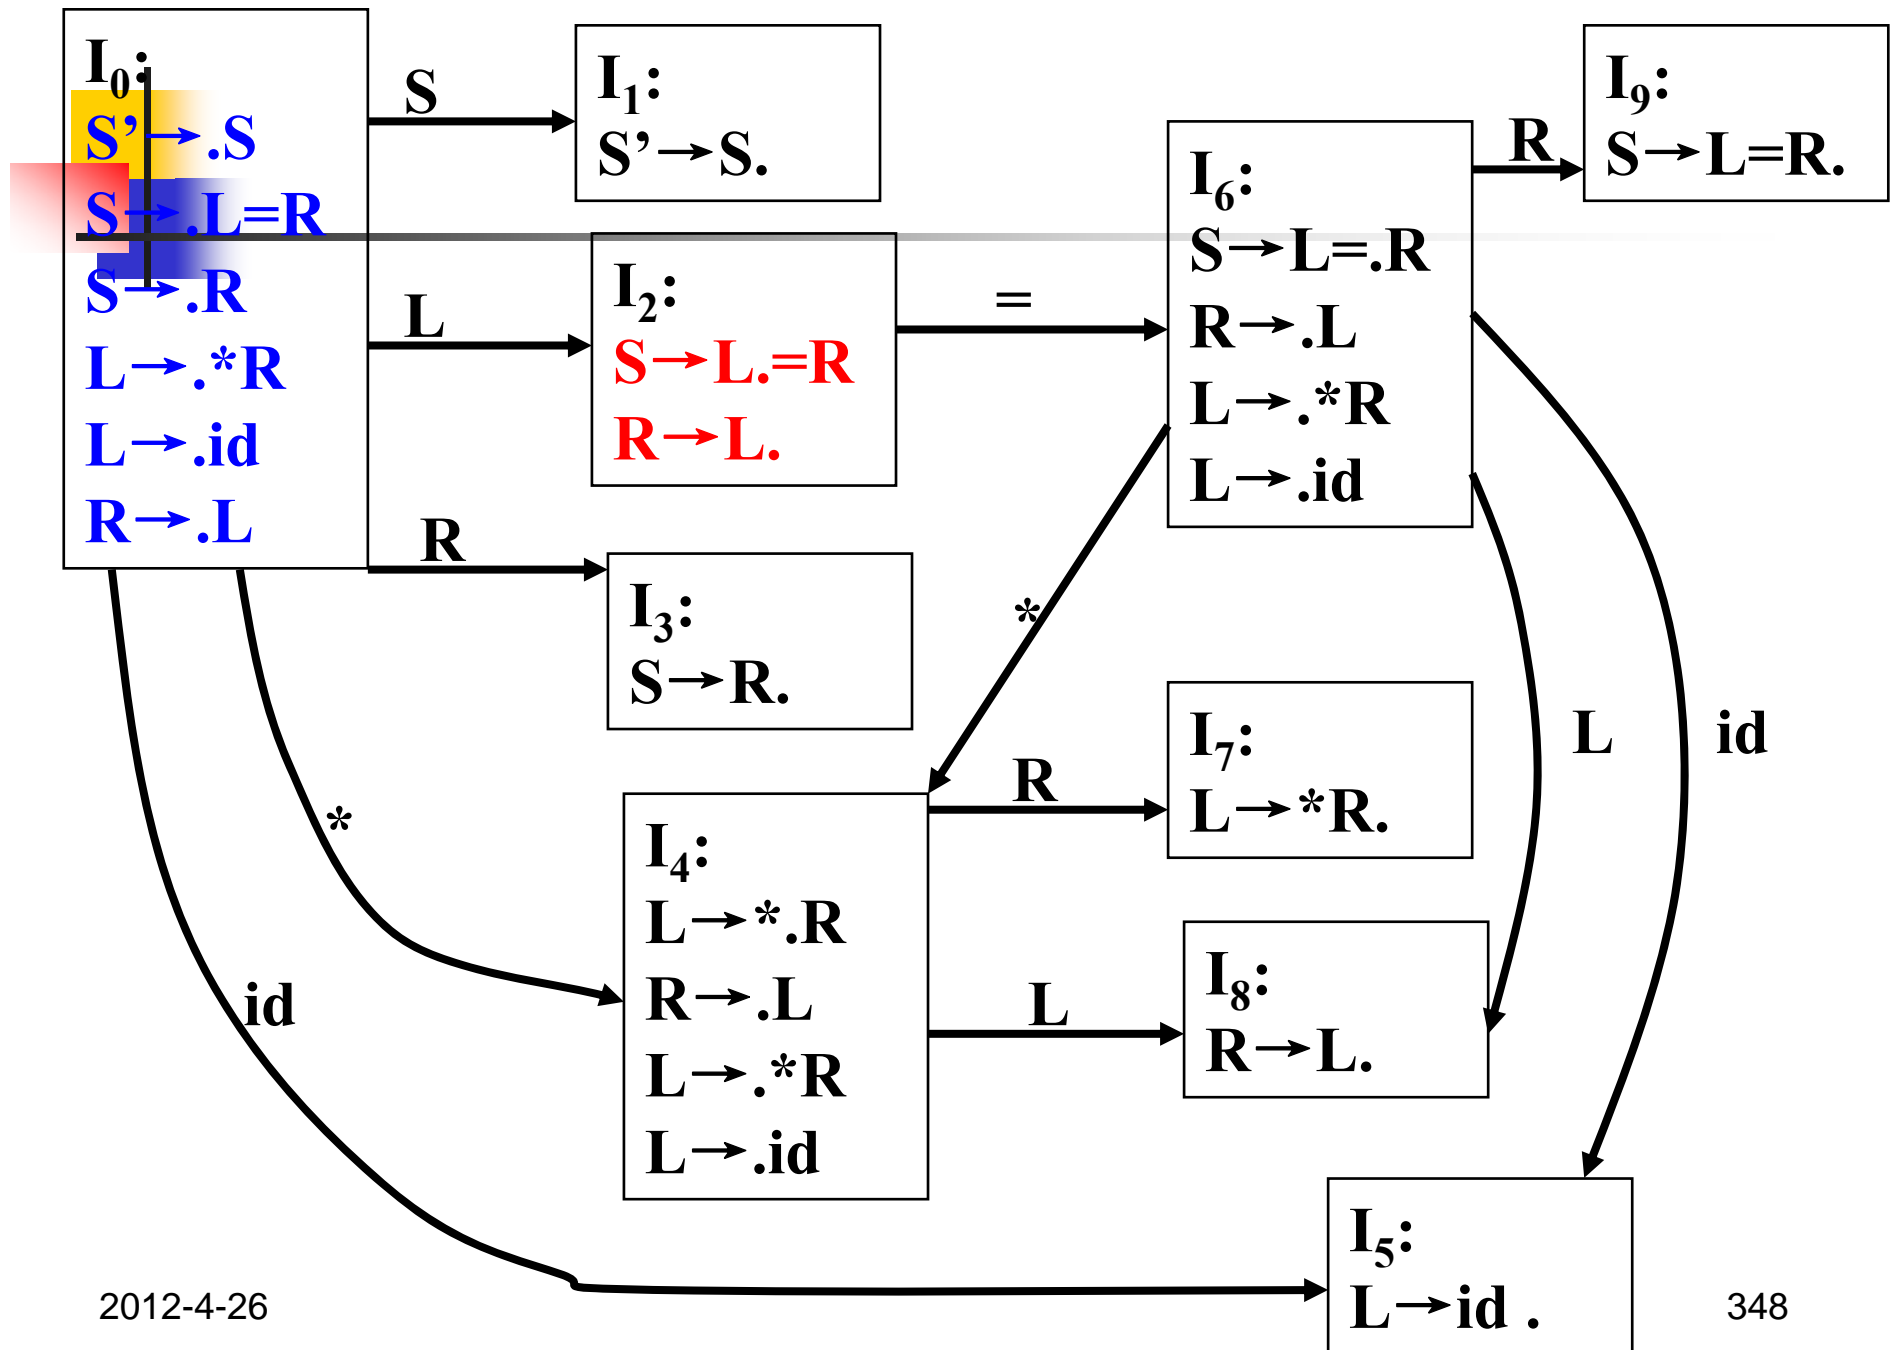 I₀:
S’→.S
S→.L=R
S→.R
L→.*R
L→.id
R→.L
S
I₁:
S’→S.
L
I₂:
S→L.=R
R→L.
=
R
I₃:
S→R.
*
I₄:
L→*.R
R→.L
L→.*R
L→.id
id
I₆:
S→L=.R
R→.L
L→.*R
L→.id
R
I₉:
S→L=R.
*
R
I₇:
L→*R.
L
I₈:
R→L.
L
id
I₅:
L→id .
2012-4-26
348